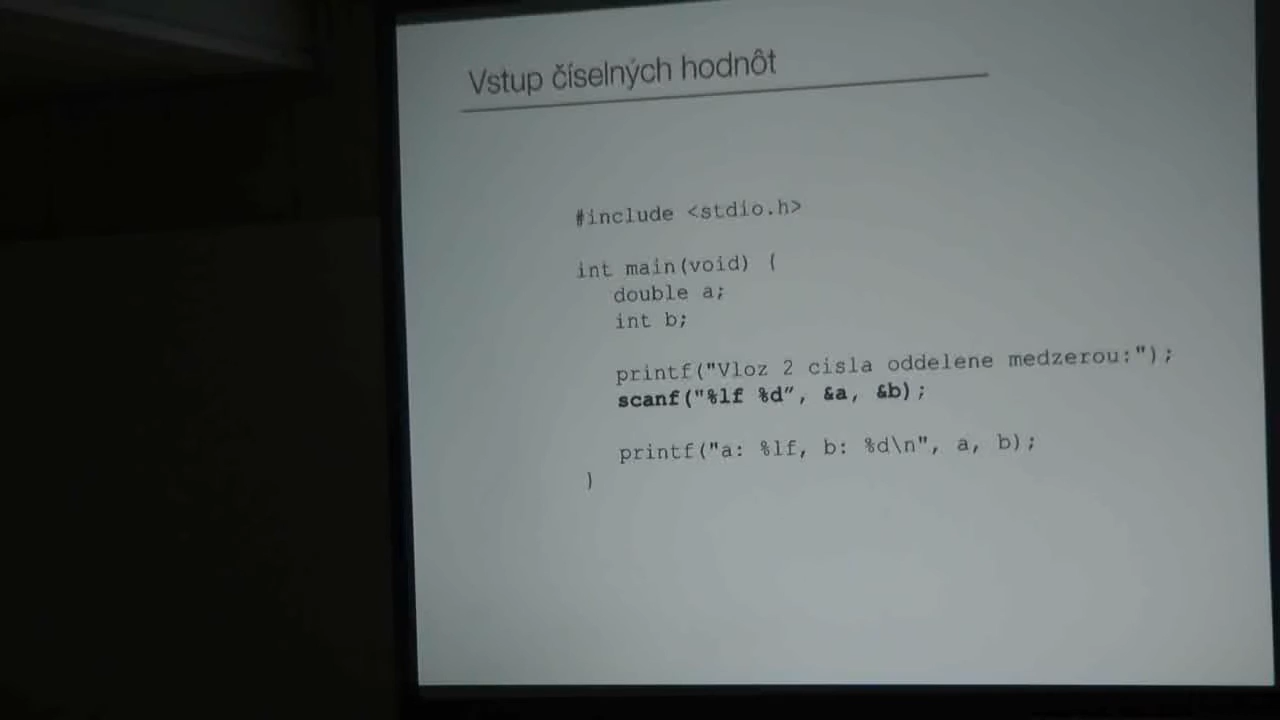 Vstup číselných hodnôt
#include <stdio.h>
int main(void) {
double a;
int b;
printf("Vloz 2 cisla oddelene medzerou:");
scanf("%lf %d", &a, &b);
printf("a: %lf, b: %d\n", a, b);
}